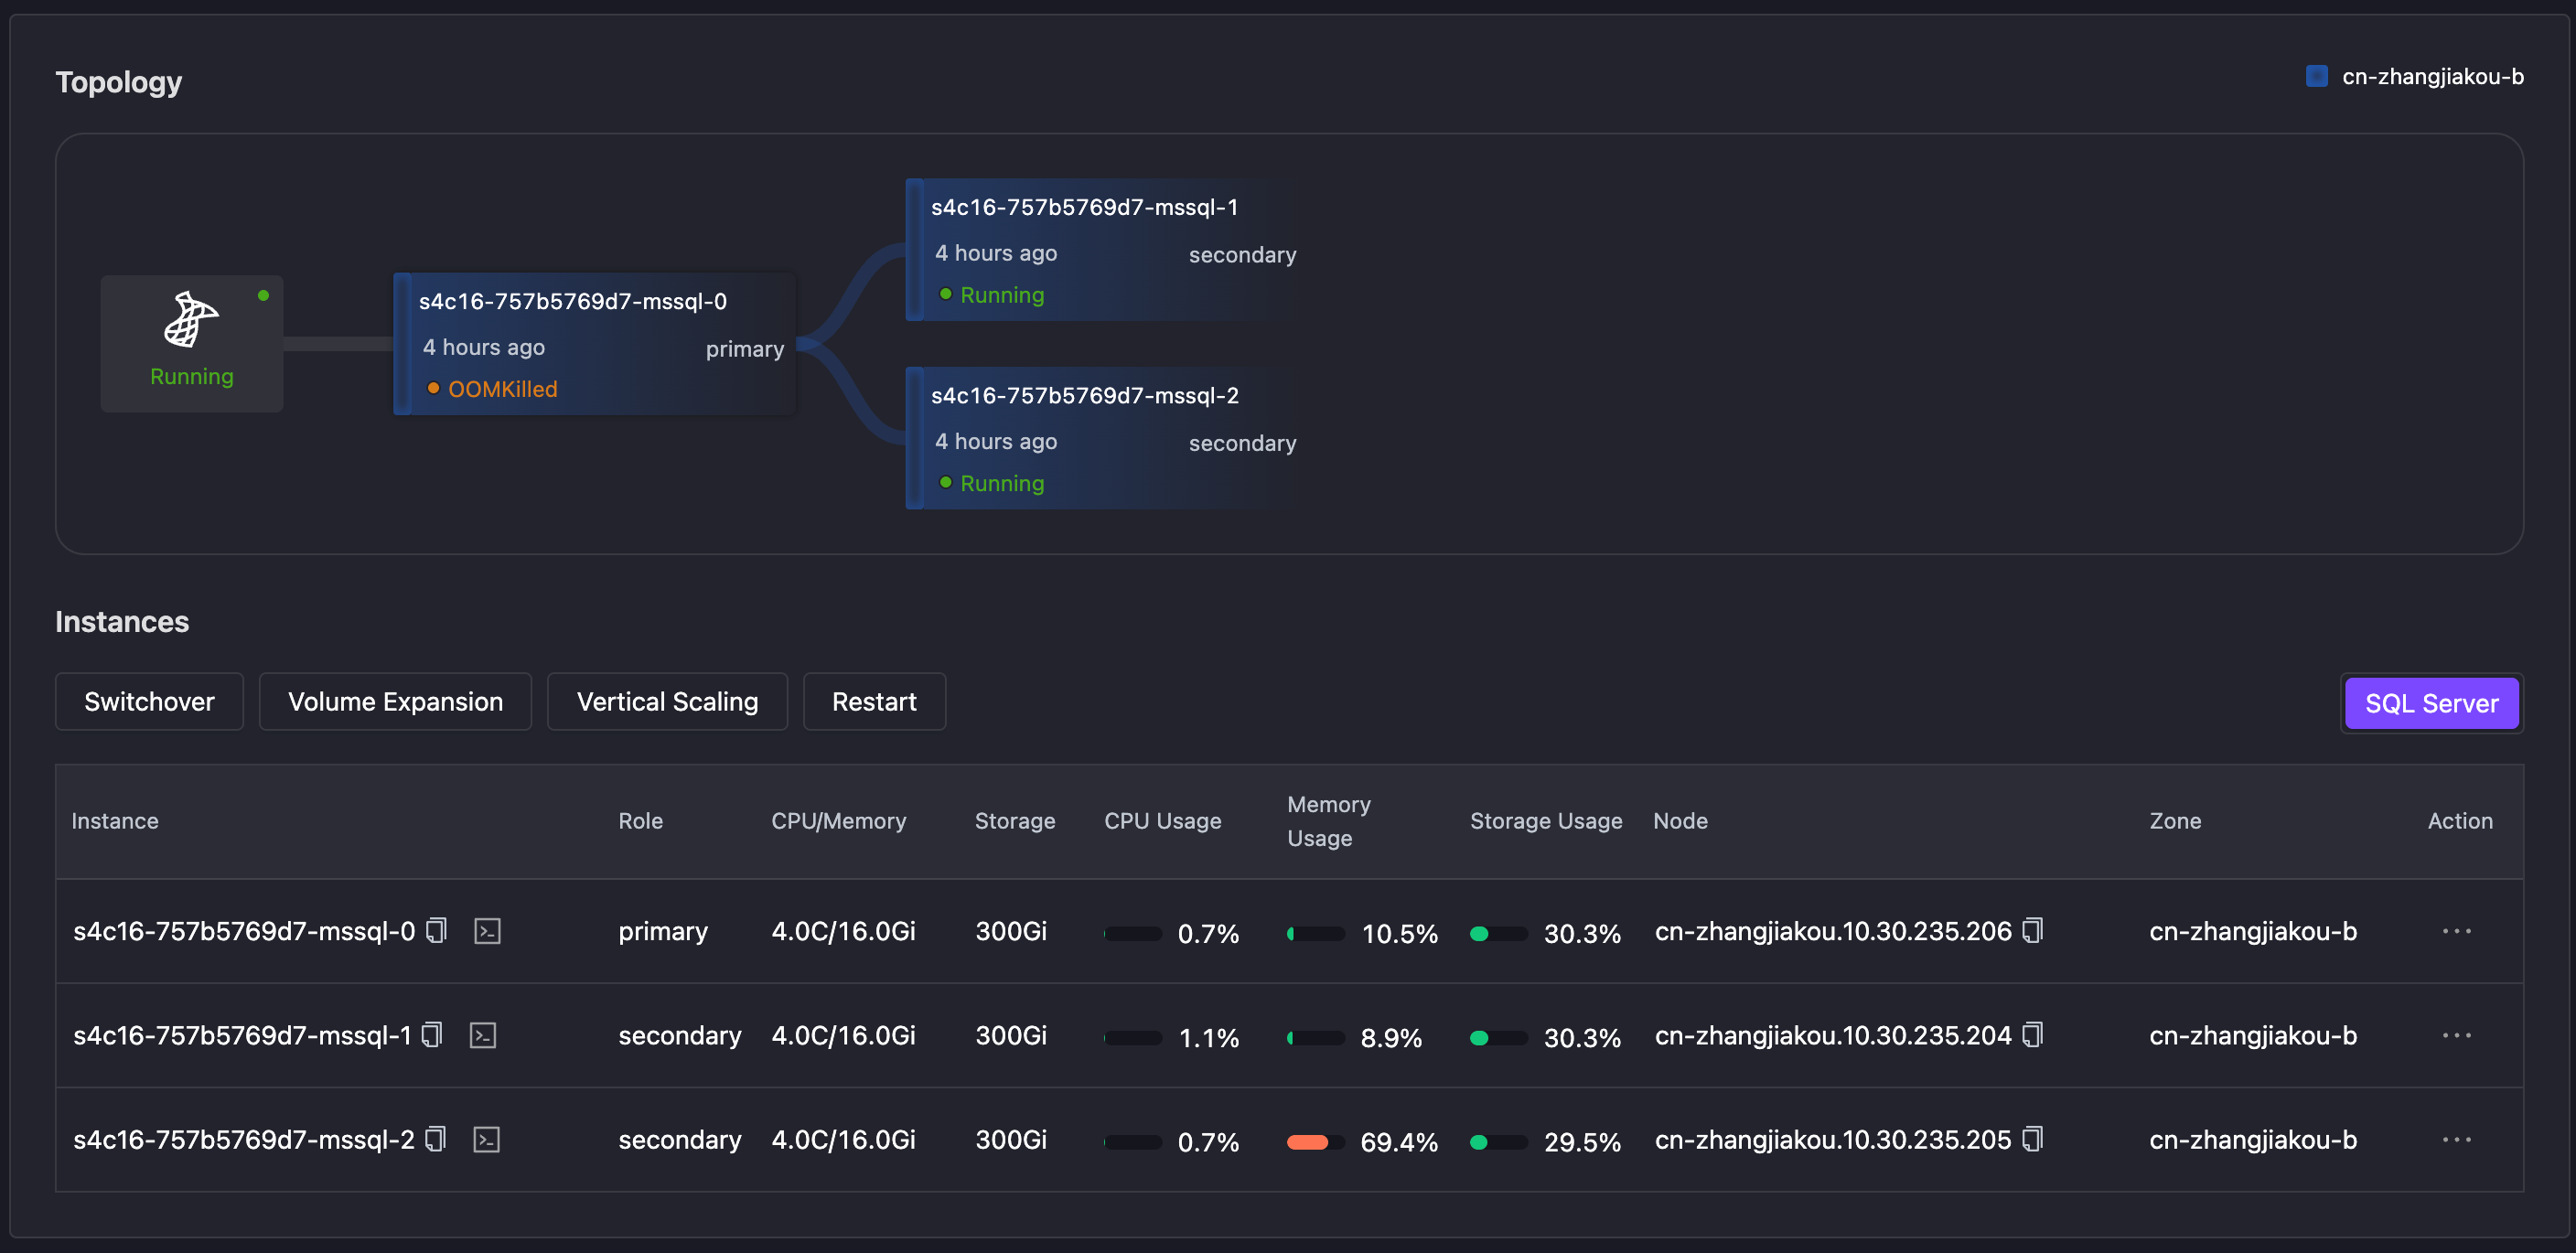 Topology
cn-zhangjiakou-b
Running
s4c16-757b5769d7-mssql-0
4 hours ago
primary
OOMKilled
s4c16-757b5769d7-mssql-1
4 hours ago
secondary
Running
s4c16-757b5769d7-mssql-2
4 hours ago
secondary
Running
Instances
Switchover Volume Expansion Vertical Scaling Restart SQL Server
Instance Role CPU/Memory Storage CPU Usage Memory Usage Storage Usage Node Zone Action
s4c16-757b5769d7-mssql-0 primary 4.0C/16.0Gi 300Gi 0.7% 10.5% 30.3% cn-zhangjiakou.10.30.235.206 cn-zhangjiakou-b ...
s4c16-757b5769d7-mssql-1 secondary 4.0C/16.0Gi 300Gi 1.1% 8.9% 30.3% cn-zhangjiakou.10.30.235.204 cn-zhangjiakou-b ...
s4c16-757b5769d7-mssql-2 secondary 4.0C/16.0Gi 300Gi 0.7% 69.4% 29.5% cn-zhangjiakou.10.30.235.205 cn-zhangjiakou-b ...